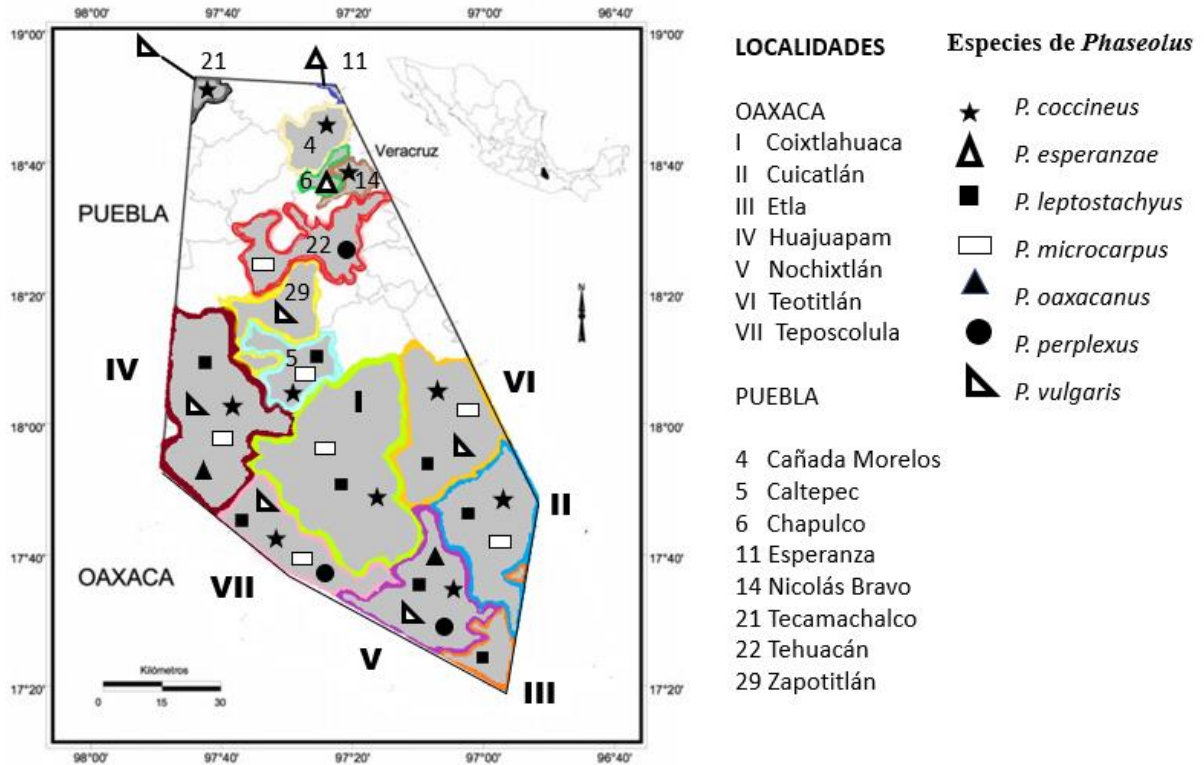 98°00' 97°40' 97°20' 97°00' 96°40'
19°00'
21
11
4
Veracruz
18°40' 18°40'
6
14
PUEBLA
22
18°20' 18°20'
29
N
5
IV
VI
I
18°00' 18°00'
II
17°40' 17°40'
OAXACA
VII
V
III
Kilómetros
0 15 30
17°20' 17°20'
98°00' 97°40' 97°20' 97°00' 96°40'
LOCALIDADES
OAXACA
I Coixtlahuaca
II Cuicatlán
III Etla
IV Huajuapam
V Nochixtlán
VI Teotitlán
VII Teposcolula
PUEBLA
4 Cañada Morelos
5 Caltepec
6 Chapulco
11 Esperanza
14 Nicolás Bravo
21 Tecamachalco
22 Tehuacán
29 Zapotitlán
Especies de Phaseolus
P. coccineus
P. esperanzae
P. leptostachyus
P. microcarpus
P. oaxacanus
P. perplexus
P. vulgaris